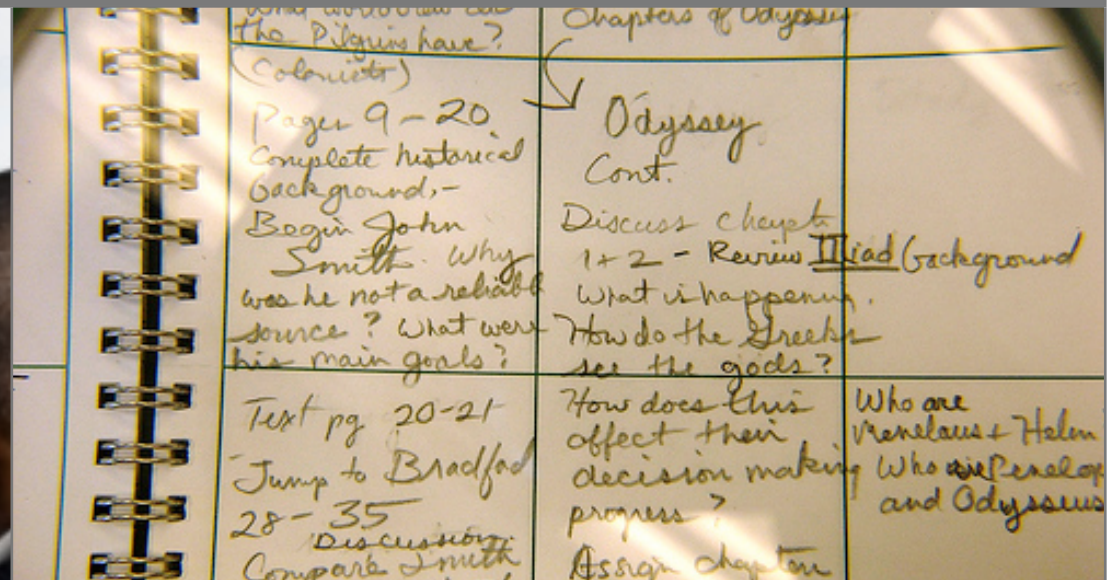 the Pilgrims have?
(Colonists)
Pages 9-20
Complete historical
background,-
Begin John
Smith. Why
was he not a reliable
source? What were
his main goals?
Text pg 20-21
Jump to Bradford
28-35
Discussion
Compare Smith
Chapters of Odyssey
Odyssey
Cont.
Discuss chapt
1+2 - Review Iliad background
What is happening.
How do the Greeks
see the gods?
How does this
affect their
decision making
progress?
Assign chapters
Who are
Menelaus + Helen
Who are Penelope
and Odysseus